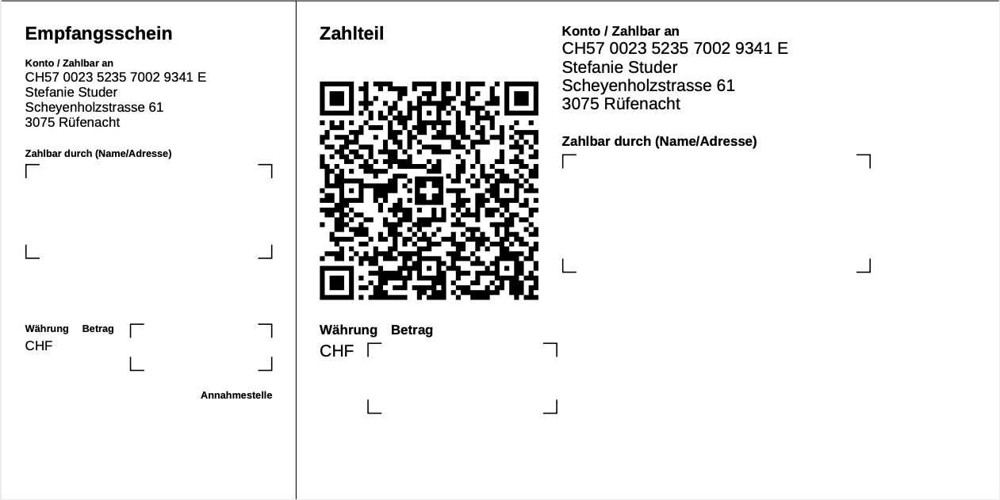 Empfangsschein
Konto / Zahlbar an
CH57 0023 5235 7002 9341 E
Stefanie Studer
Scheyenholzstrasse 61
3075 Rüfenacht
Zahlbar durch (Name/Adresse)
Währung Betrag
CHF
Annahmestelle
Zahlteil
Währung Betrag
CHF
Konto / Zahlbar an
CH57 0023 5235 7002 9341 E
Stefanie Studer
Scheyenholzstrasse 61
3075 Rüfenacht
Zahlbar durch (Name/Adresse)